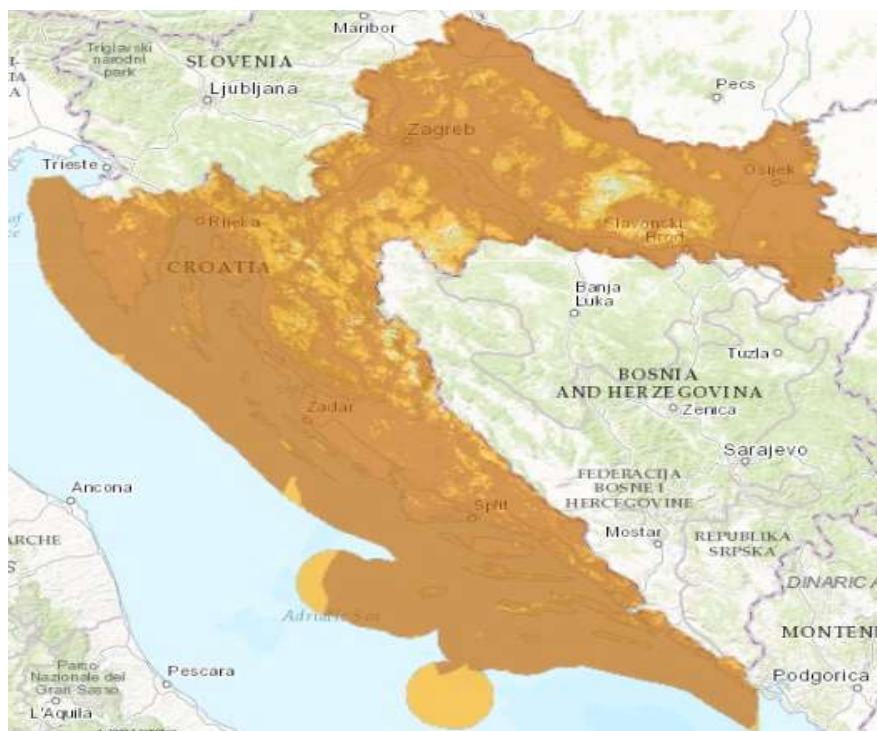 Maribor
Triglavski
narodni
park
SLOVENIA
Ljubljana
Pecs
Zagreb
Trieste
Osijek
Rijeka
Slavonski
Brod
CROATIA
Banja
Luka
Tuzla
BOSNIA
AND HERZEGOVINA
Zenica
Zadar
Sarajevo
FEDERACIJA
BOSNE I
HERCEGOVINE
Ancona
Split
Mostar
REPUBLIKA
SRPSKA
ARCHE
DINARIC A
Adriatic Sea
MONTEN
Parco
Nazionale del
Gran Sasso
Pescara
Podgorica
L'Aquila